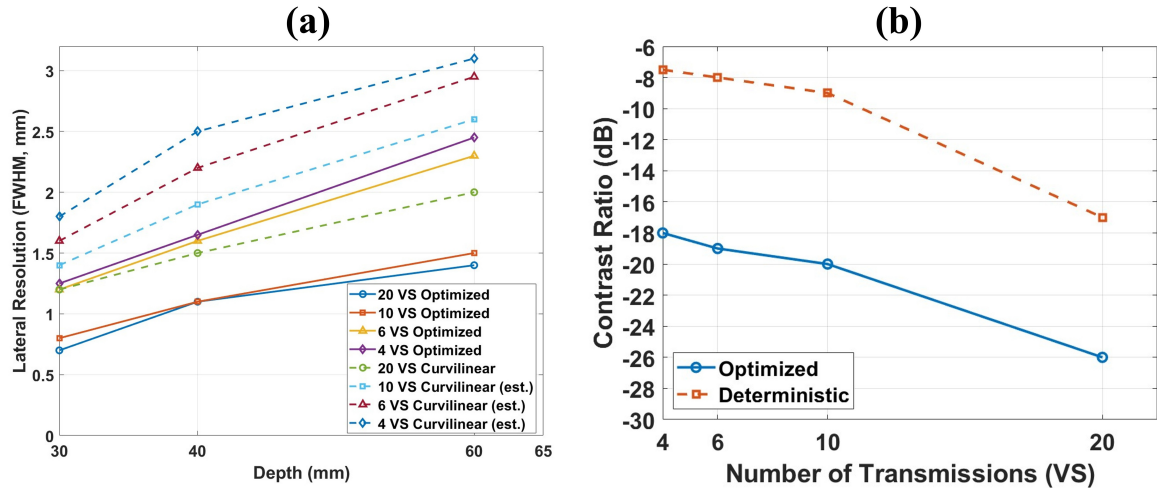 (a)
Lateral Resolution (FWHM, mm)
3
2.5
2
1.5
1
0.5
0
30
40
60
65
Depth (mm)
20 VS Optimized
10 VS Optimized
6 VS Optimized
4 VS Optimized
20 VS Curvilinear
10 VS Curvilinear (est.)
6 VS Curvilinear (est.)
4 VS Curvilinear (est.)
(b)
Contrast Ratio (dB)
-6
-8
-10
-12
-14
-16
-18
-20
-22
-24
-26
-28
-30
4
6
10
20
Number of Transmissions (VS)
Optimized
Deterministic